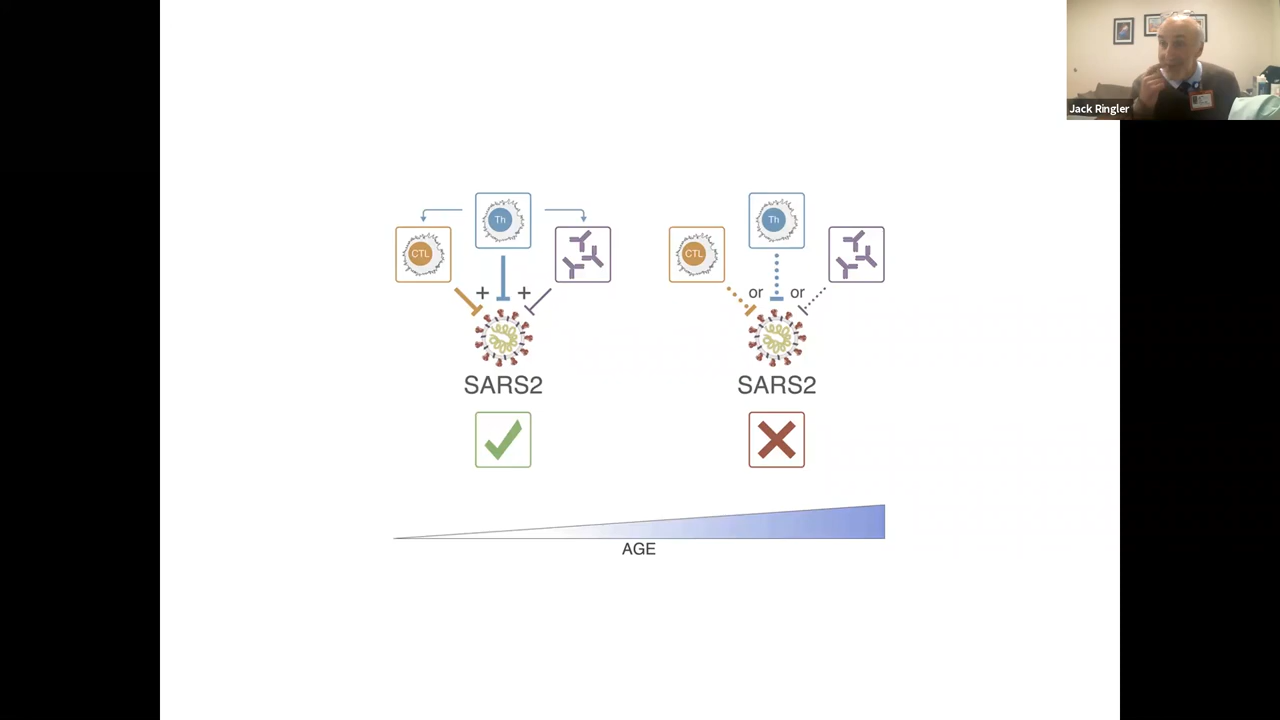 Jack Ringler
Th
Th
CTL
CTL
+ +
or or
SARS2
SARS2
AGE